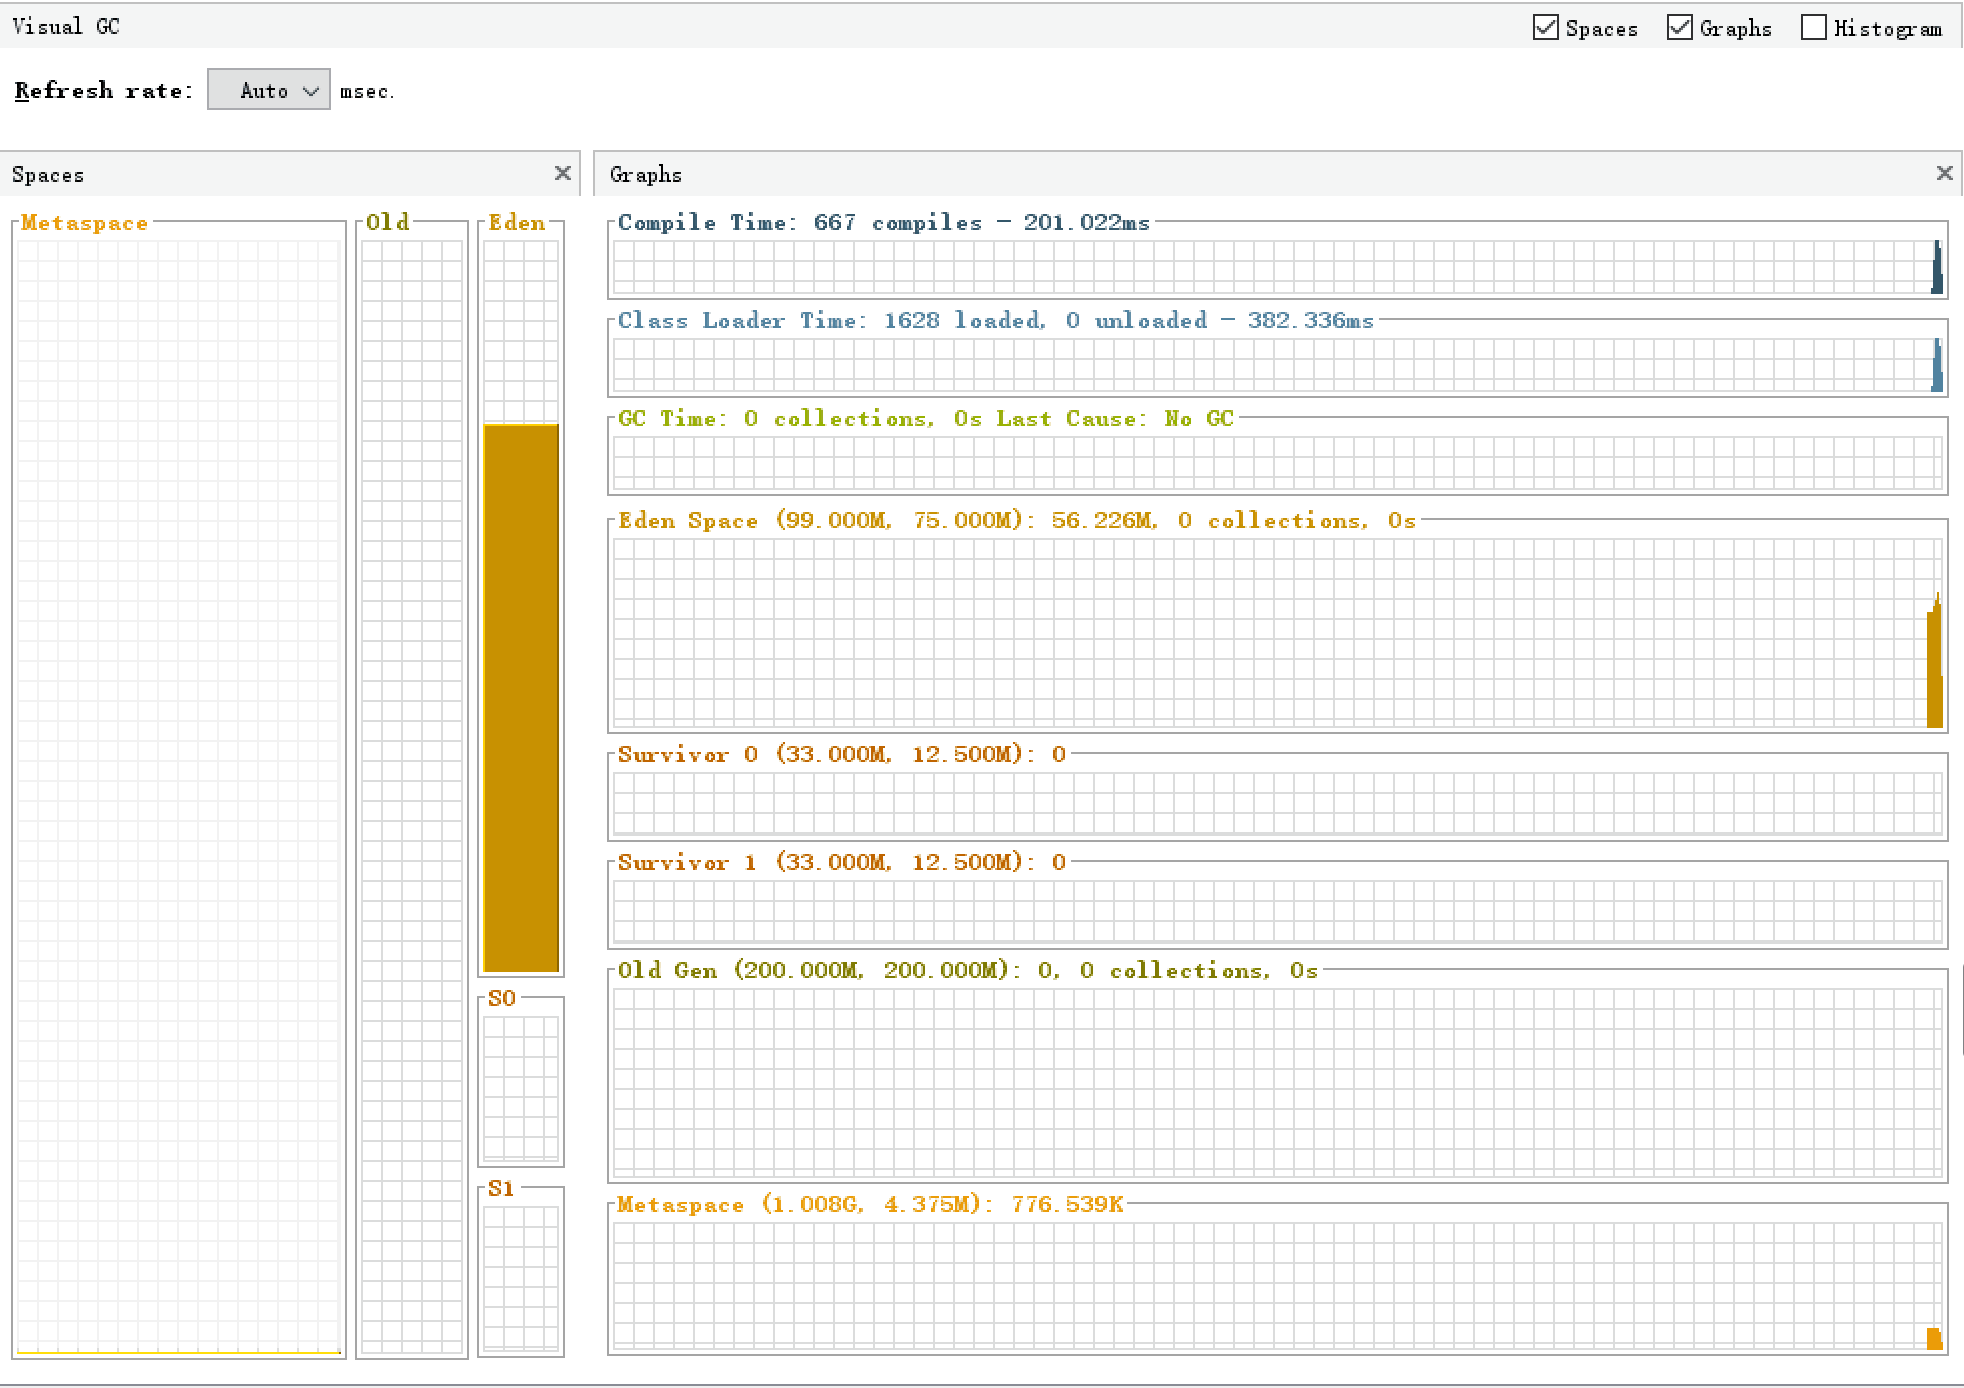 Visual GC
Spaces Graphs Histogram
Refresh rate: Auto msec.
Spaces
Metaspace
Old
Eden
S0
S1
Graphs
Compile Time: 667 compiles - 201.022ms
Class Loader Time: 1628 loaded, 0 unloaded - 382.336ms
GC Time: 0 collections, 0s Last Cause: No GC
Eden Space (99.000M, 75.000M): 56.226M, 0 collections, 0s
Survivor 0 (33.000M, 12.500M): 0
Survivor 1 (33.000M, 12.500M): 0
Old Gen (200.000M, 200.000M): 0, 0 collections, 0s
Metaspace (1.008G, 4.375M): 776.539K